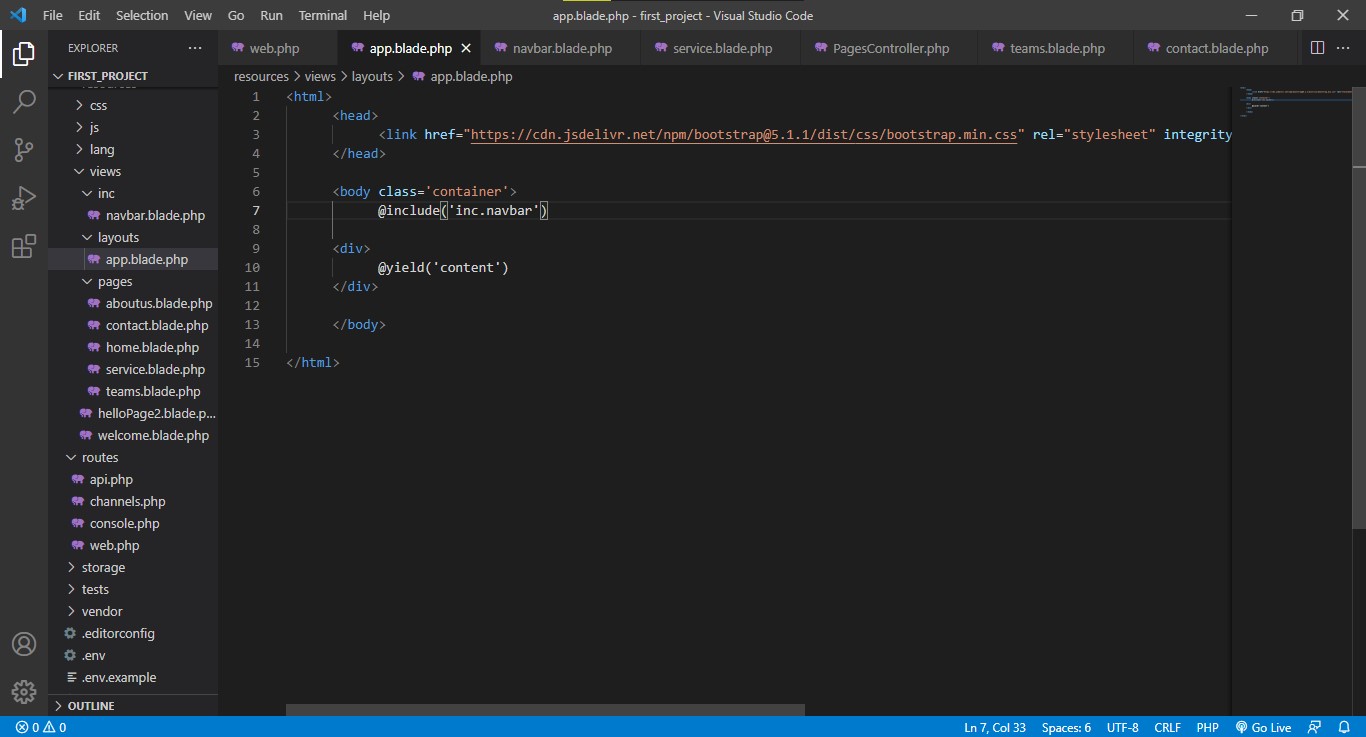 File Edit Selection View Go Run Terminal Help app.blade.php - first_project - Visual Studio Code
EXPLORER
web.php app.blade.php navbar.blade.php service.blade.php PagesController.php teams.blade.php contact.blade.php
FIRST_PROJECT
resources > views > layouts > app.blade.php
css
js
lang
views
inc
navbar.blade.php
layouts
app.blade.php
pages
aboutus.blade.php
contact.blade.php
home.blade.php
service.blade.php
teams.blade.php
helloPage2.blade.p...
welcome.blade.php
routes
api.php
channels.php
console.php
web.php
storage
tests
vendor
.editorconfig
.env
.env.example
OUTLINE
1 <html>
2 <head>
3 <link href="https://cdn.jsdelivr.net/npm/bootstrap@5.1.1/dist/css/bootstrap.min.css" rel="stylesheet" integrity
4 </head>
5
6 <body class='container'>
7 @include('inc.navbar')
8
9 <div>
10 @yield('content')
11 </div>
12
13 </body>
14
15 </html>
0 0 Ln 7, Col 33 Spaces: 6 UTF-8 CRLF PHP Go Live